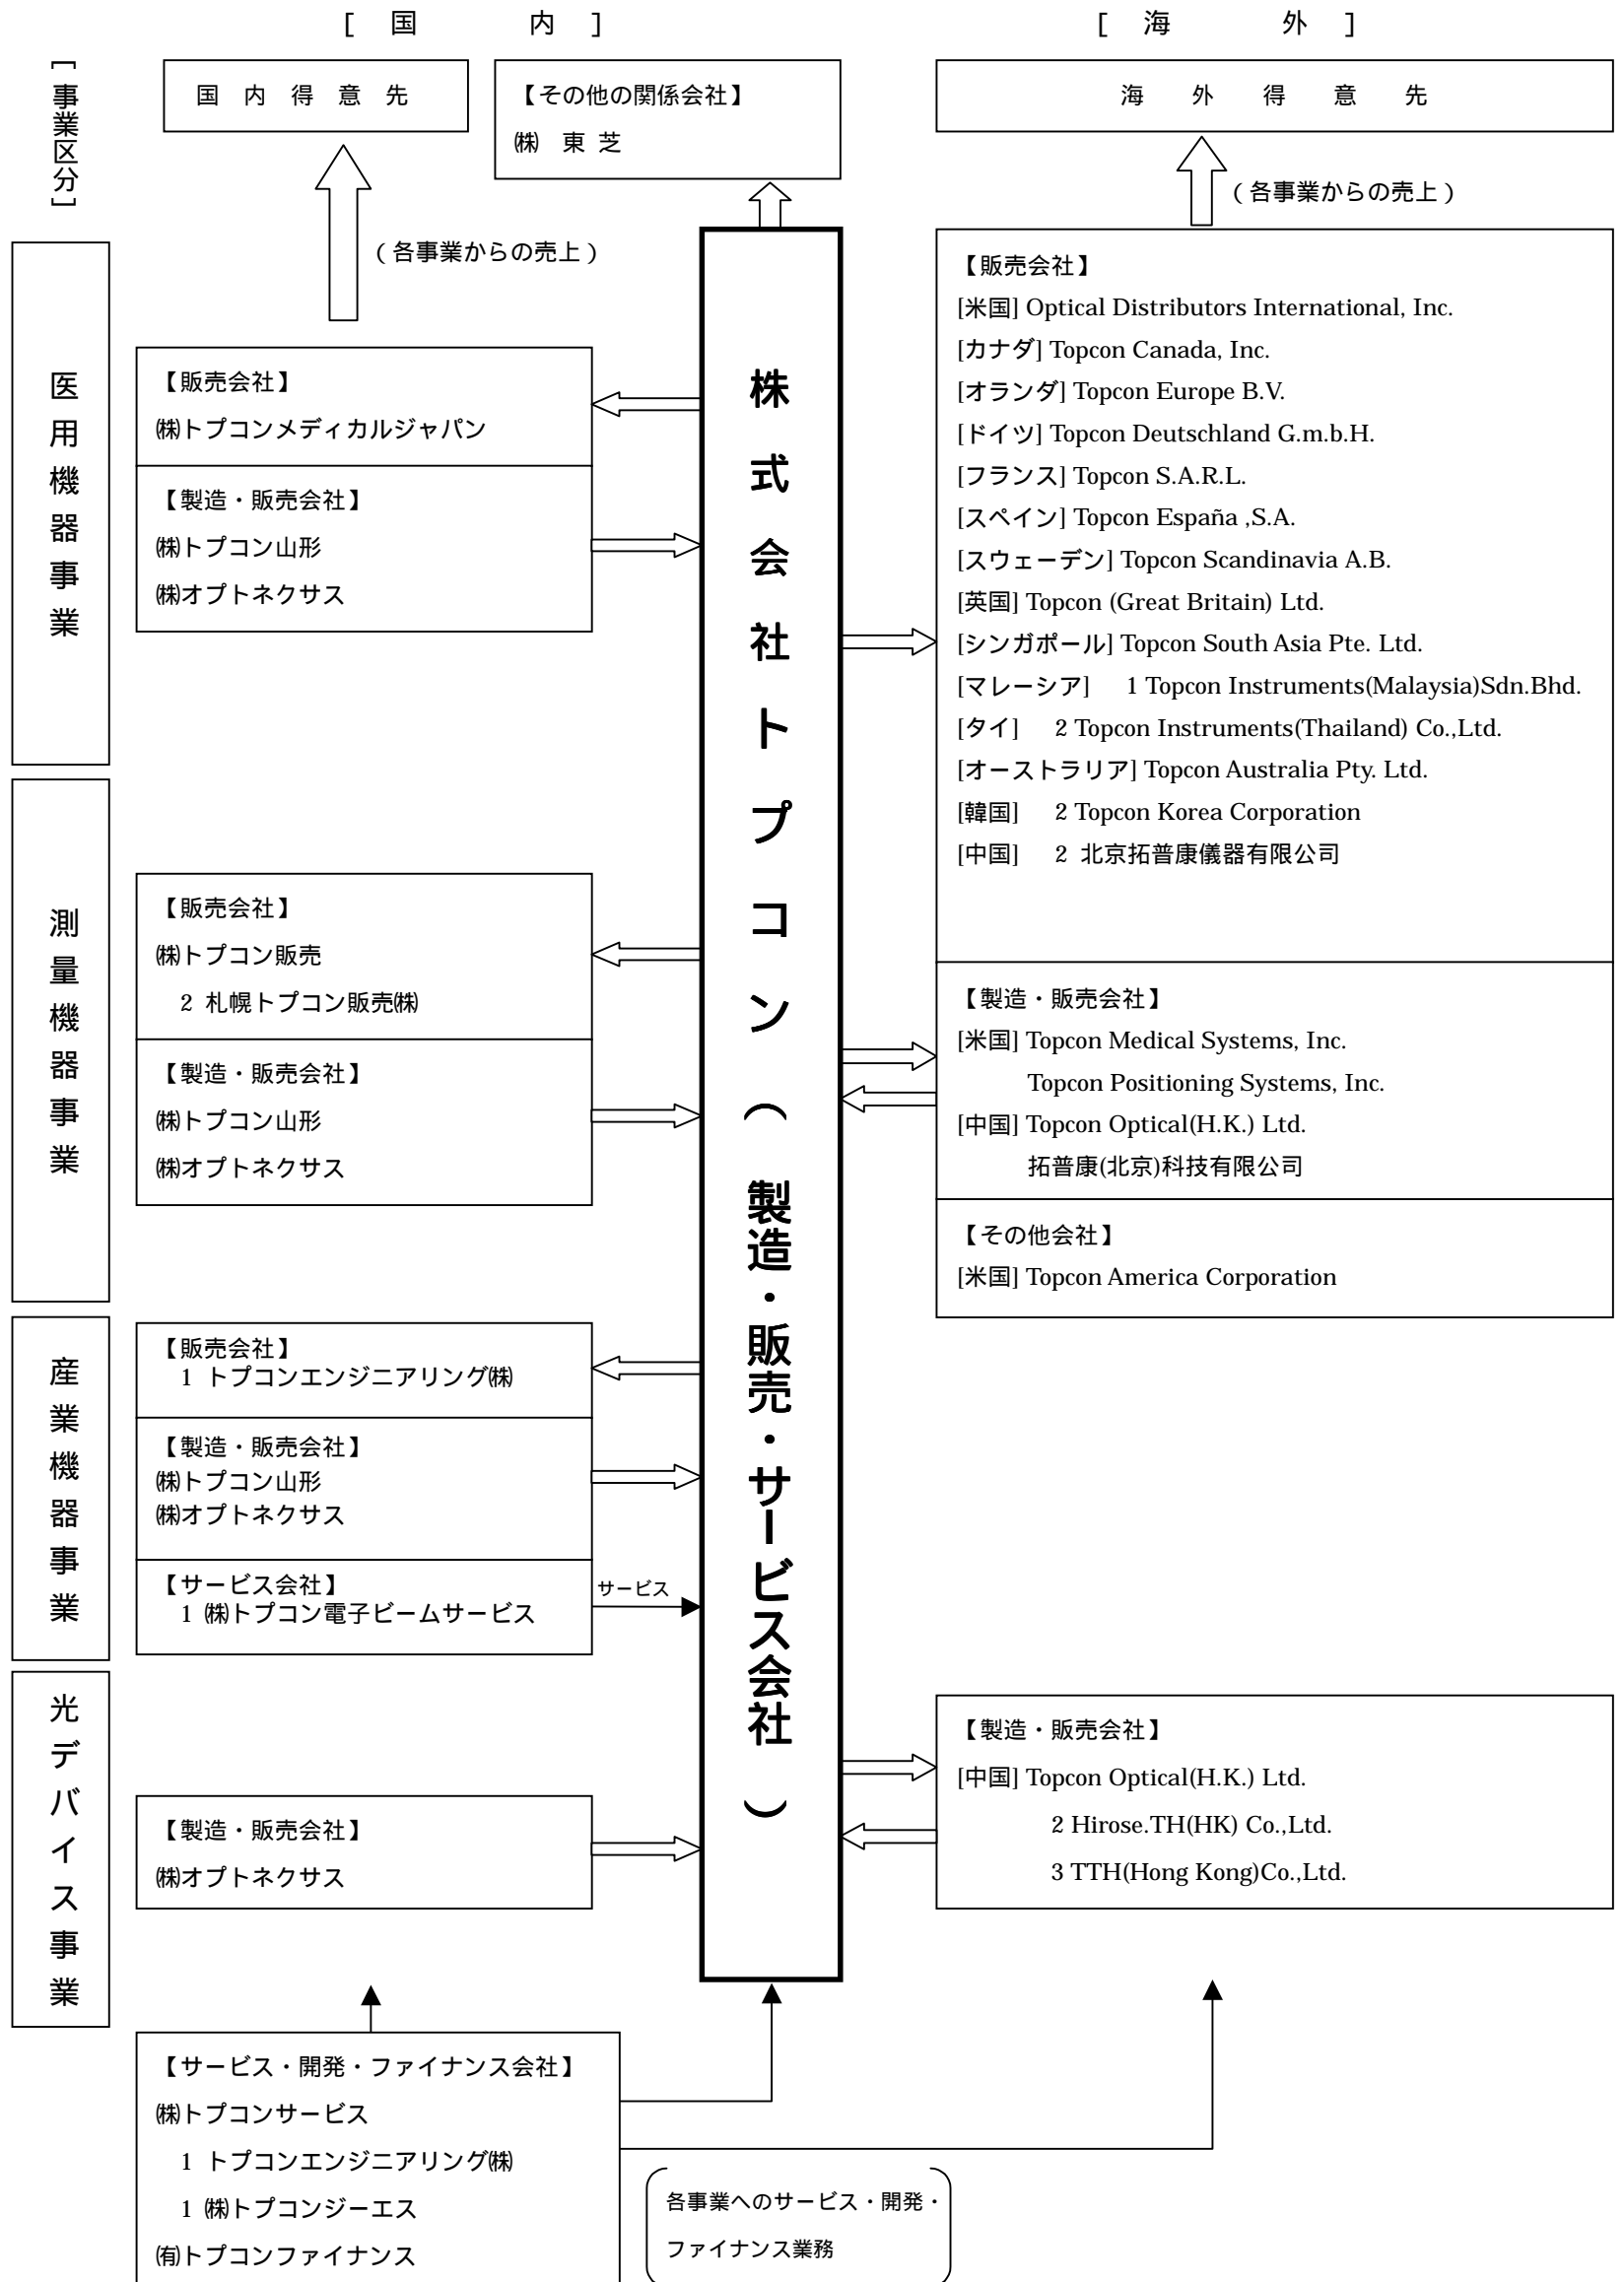 [ 国 内 ]
[ 海 外 ]
[事業区分]
国 内 得 意 先
【その他の関係会社】
㈱ 東 芝
海 外 得 意 先
(各事業からの売上)
(各事業からの売上)
医用機器事業
【販売会社】
㈱トプコンメディカルジャパン
【製造・販売会社】
㈱トプコン山形
㈱オプトネクサス
測量機器事業
【販売会社】
㈱トプコン販売
2 札幌トプコン販売㈱
【製造・販売会社】
㈱トプコン山形
㈱オプトネクサス
産業機器事業
【販売会社】
1 トプコンエンジニアリング㈱
【製造・販売会社】
㈱トプコン山形
㈱オプトネクサス
【サービス会社】
1 ㈱トプコン電子ビームサービス
サービス
光デバイス事業
【製造・販売会社】
㈱オプトネクサス
株式会社トプコン(製造・販売・サービス会社)
【販売会社】
[米国] Optical Distributors International, Inc.
[カナダ] Topcon Canada, Inc.
[オランダ] Topcon Europe B.V.
[ドイツ] Topcon Deutschland G.m.b.H.
[フランス] Topcon S.A.R.L.
[スペイン] Topcon España ,S.A.
[スウェーデン] Topcon Scandinavia A.B.
[英国] Topcon (Great Britain) Ltd.
[シンガポール] Topcon South Asia Pte. Ltd.
[マレーシア] 1 Topcon Instruments(Malaysia)Sdn.Bhd.
[タイ] 2 Topcon Instruments(Thailand) Co.,Ltd.
[オーストラリア] Topcon Australia Pty. Ltd.
[韓国] 2 Topcon Korea Corporation
[中国] 2 北京拓普康儀器有限公司
【製造・販売会社】
[米国] Topcon Medical Systems, Inc.
Topcon Positioning Systems, Inc.
[中国] Topcon Optical(H.K.) Ltd.
拓普康(北京)科技有限公司
【その他会社】
[米国] Topcon America Corporation
【製造・販売会社】
[中国] Topcon Optical(H.K.) Ltd.
2 Hirose.TH(HK) Co.,Ltd.
3 TTH(Hong Kong)Co.,Ltd.
【サービス・開発・ファイナンス会社】
㈱トプコンサービス
1 トプコンエンジニアリング㈱
1 ㈱トプコンジーエス
㈲トプコンファイナンス
各事業へのサービス・開発・
ファイナンス業務